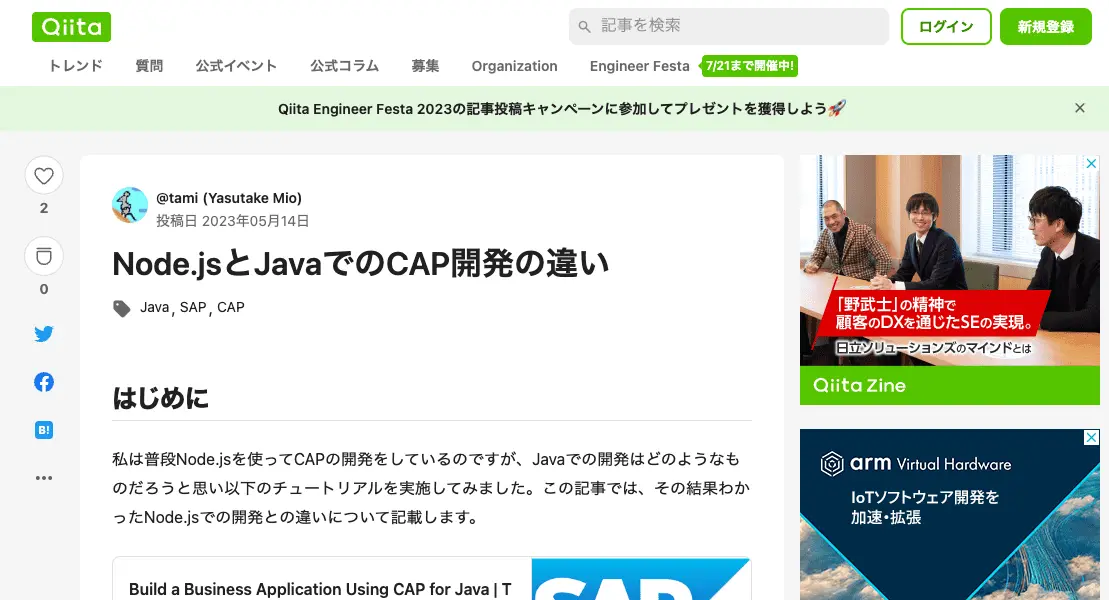 Qiita
記事を検索
ログイン
新規登録
トレンド
質問
公式イベント
公式コラム
募集
Organization
Engineer Festa
7/21まで開催中!
Qiita Engineer Festa 2023の記事投稿キャンペーンに参加してプレゼントを獲得しよう🚀
2
0
B!
@tami (Yasutake Mio)
投稿日 2023年05月14日
Node.jsとJavaでのCAP開発の違い
Java, SAP, CAP
はじめに
私は普段Node.jsを使ってCAPの開発をしているのですが、Javaでの開発はどのようなも
のだろうと思い以下のチュートリアルを実施してみました。この記事では、その結果わか
ったNode.jsでの開発との違いについて記載します。
Build a Business Application Using CAP for Java | T
SAP
「野武士」の精神で
顧客のDXを通じたSEの実現。
日立ソリューションズのマインドとは
Qiita Zine
arm Virtual Hardware
IoTソフトウェア開発を
加速・拡張